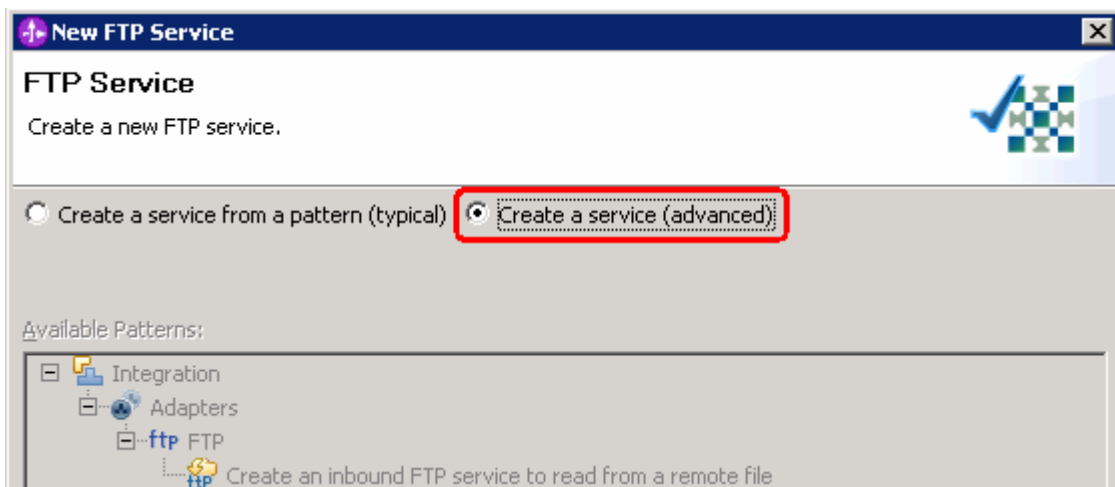 New FTP Service
FTP Service
Create a new FTP service.
Create a service from a pattern (typical) Create a service (advanced)
Available Patterns:
Integration
Adapters
ftp FTP
ftp Create an inbound FTP service to read from a remote file